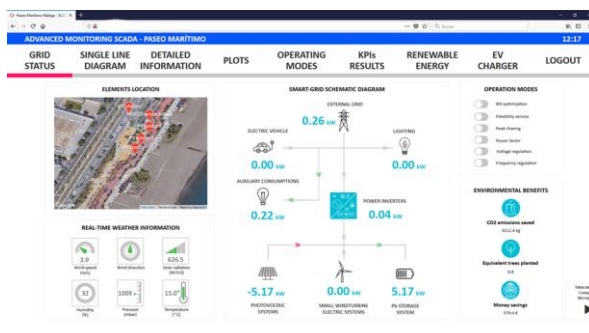 ADVANCED MONITORING SCADA - PASEO MARÍTIMO
12:17
GRID STATUS
SINGLE LINE DIAGRAM
DETAILED INFORMATION
PLOTS
OPERATING MODES
KPIs RESULTS
RENEWABLE ENERGY
EV CHARGER
LOGOUT
ELEMENTS LOCATION
Google
SMART-GRID SCHEMATIC DIAGRAM
EXTERNAL GRID
0.26 kW
ELECTRIC VEHICLE
LIGHTING
0.00 kW
0.00 kW
AUXILIARY CONSUMPTIONS
POWER INVERTERS
0.22 kW
0.04 kW
-5.17 kW
0.00 kW
5.17 kW
PHOTOVOLTAIC SYSTEMS
SMALL WINDTURBINE ELECTRIC SYSTEMS
Pb STORAGE SYSTEM
OPERATION MODES
Bill optimization
Flexibility service
Peak shaving
Power factor
Voltage regulation
Frequency regulation
ENVIRONMENTAL BENEFITS
CO2 emissions saved
Equivalent trees planted
Money savings
REAL-TIME WEATHER INFORMATION
3.9
626.5
Wind speed
(m/s)
Wind direction
Solar radiation
32
1009
15.0°
Humidity
(%)
Pressure
(mbar)
Temperature